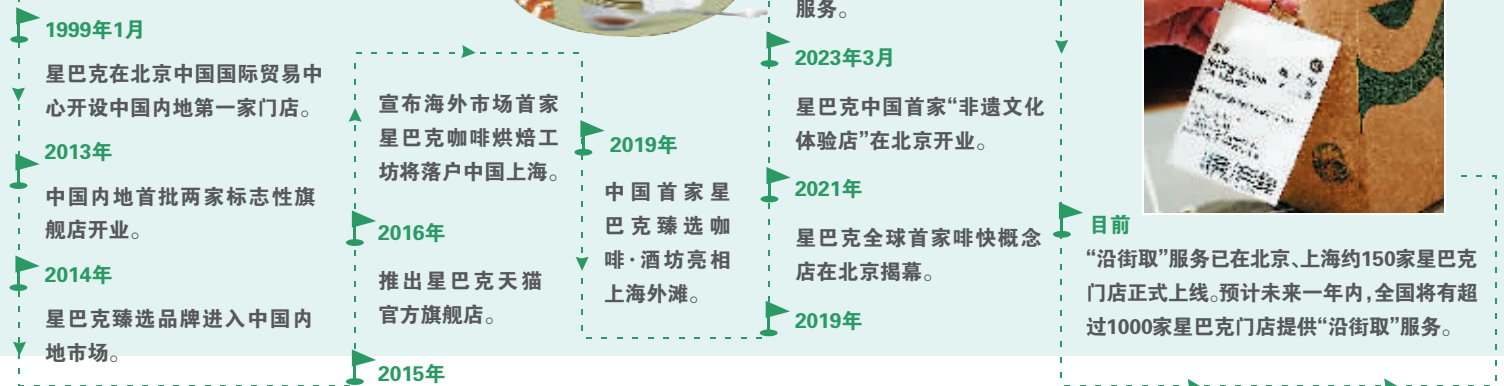 1999年1月
星巴克在北京中国国际贸易中
心开设中国内地第一家门店。
2013年
中国内地首批两家标志性旗
舰店开业。
2014年
星巴克臻选品牌进入中国内
地市场。
宣布海外市场首家
星巴克咖啡烘焙工
坊将落户中国上海。
2016年
推出星巴克天猫
官方旗舰店。
2015年
2019年
中国首家星
巴克臻选咖
啡·酒坊亮相
上海外滩。
服务。
2023年3月
星巴克中国首家“非遗文化
体验店”在北京开业。
2021年
星巴克全球首家啡快概念
店在北京揭幕。
2019年
目前
“沿街取”服务已在北京、上海约150家星巴克
门店正式上线。预计未来一年内,全国将有超
过1000家星巴克门店提供“沿街取”服务。